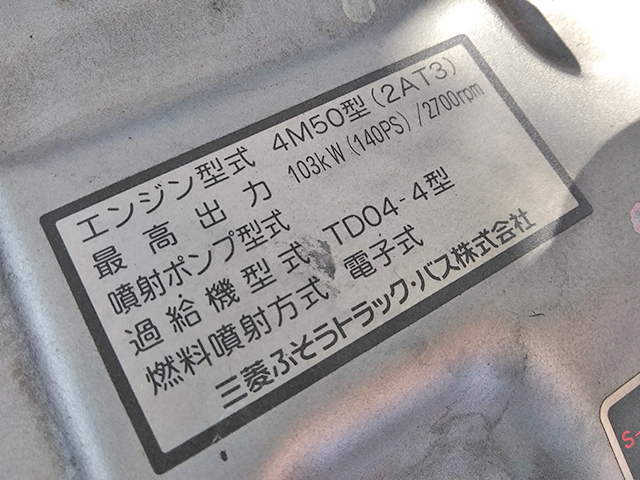 エンジン型式 4M50型(2AT3)
最高出力 103kW(140PS)/2700rpm
噴射ポンプ型式
過給機型式 TD04-4型
燃料噴射方式 電子式
三菱ふそうトラック・バス株式会社
S-